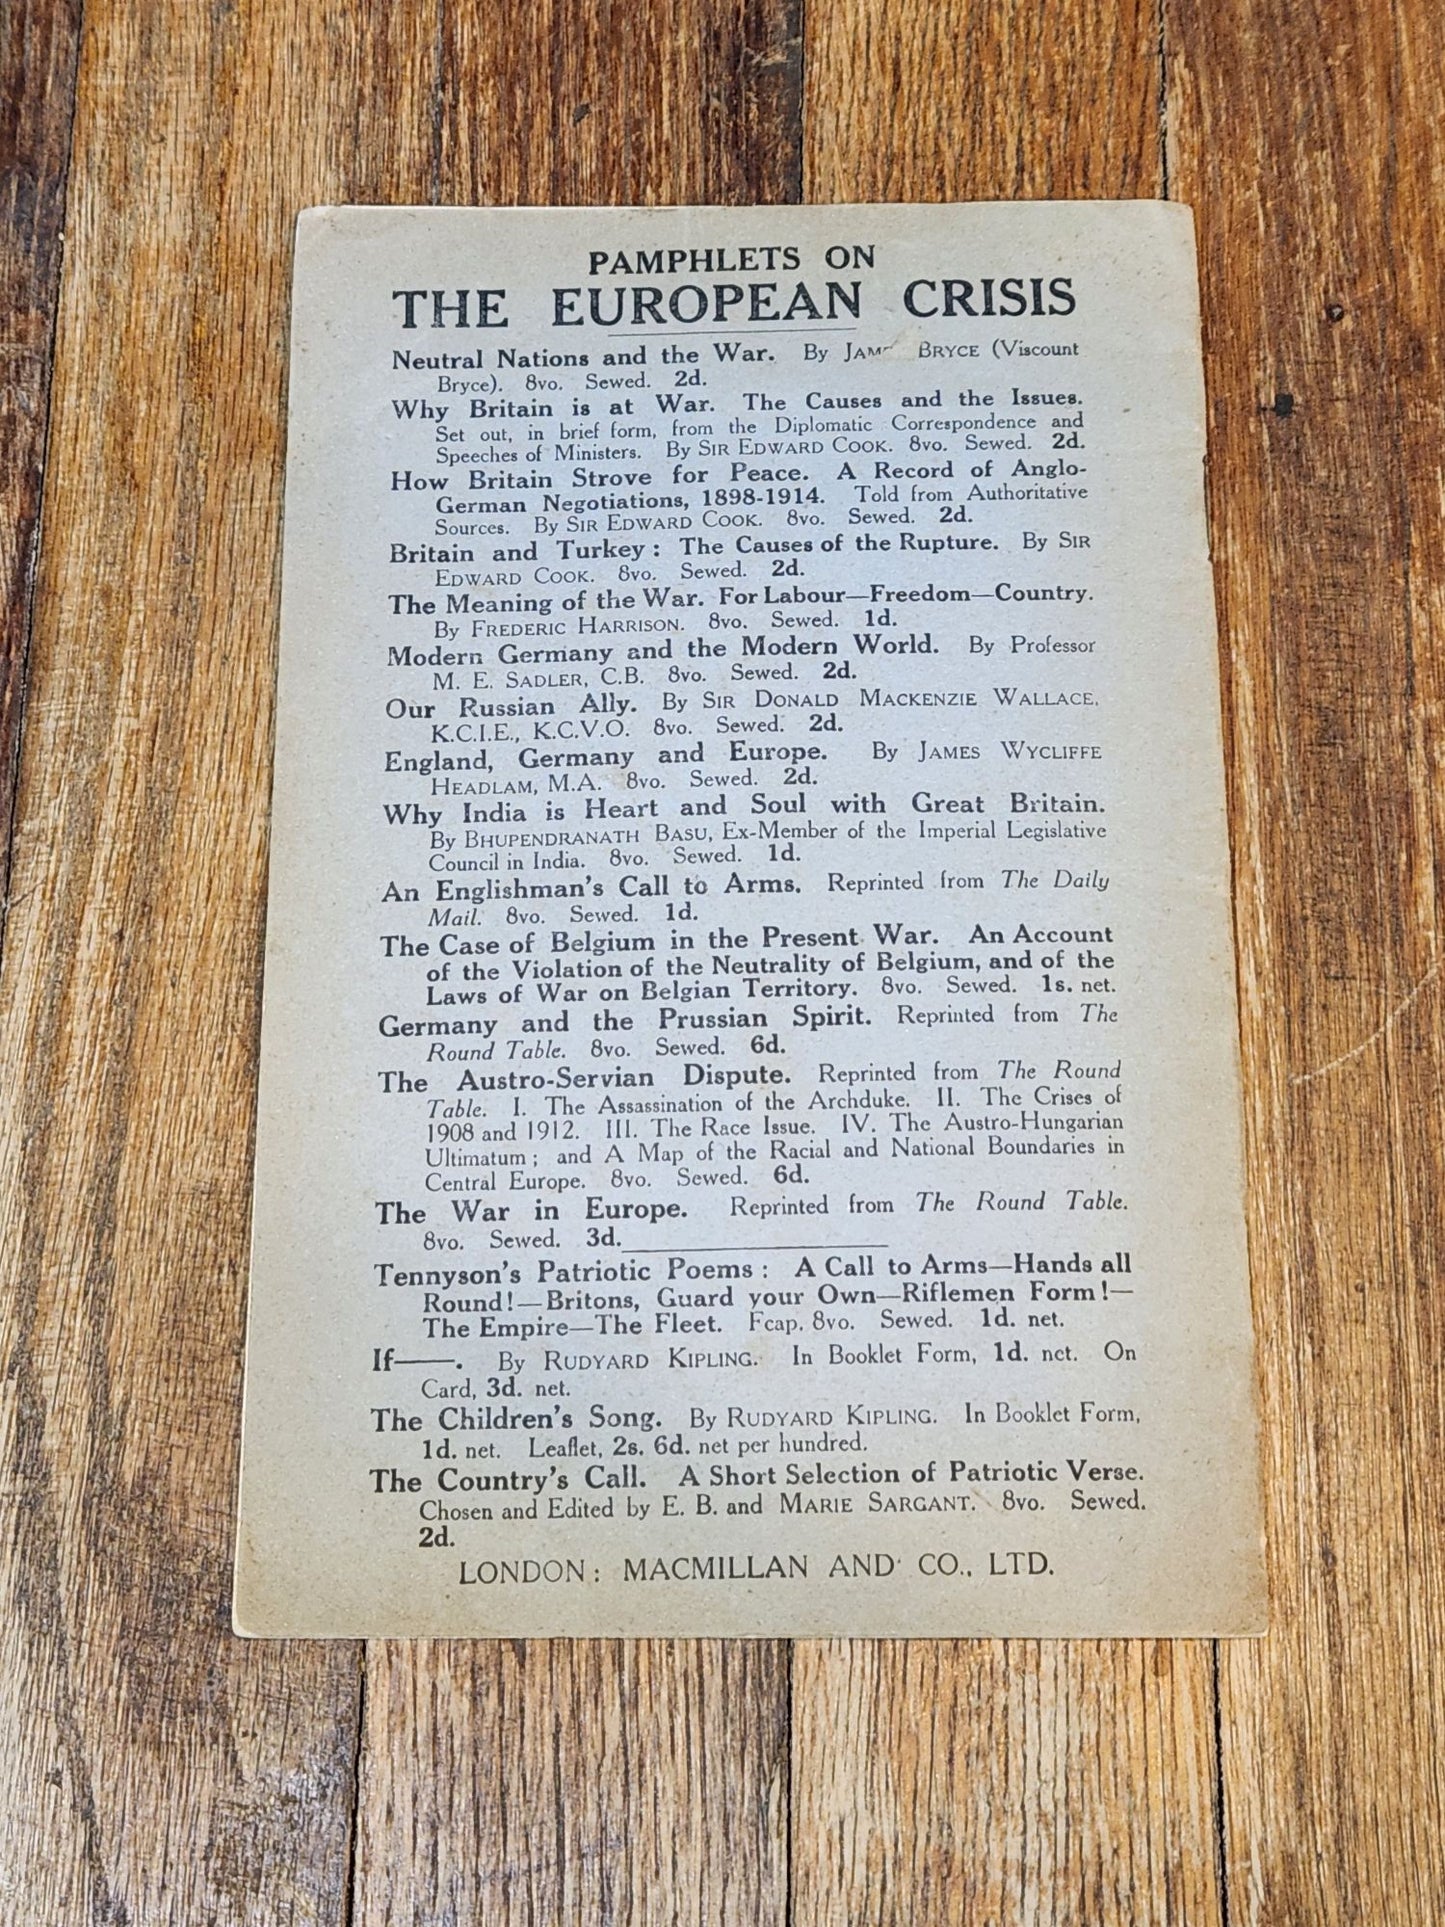 PAMPHLETS ON
THE EUROPEAN CRISIS
Neutral Nations and the War. By BRYCE (Viscount
Bryce). 8vo. Sewed. 2d.
Why Britain is at War. The Causes and the Issues.
Set out, in brief form, from the Diplomatic Correspondence and
Speeches of Ministers. By SIR EDWARD COOK. 8vo. Sewed. 2d.
How Britain Strove for Peace. A Record of Anglo-
German Negotiations, 1898-1914. Told from Authoritative
Sources. By SIR EDWARD COOK. 8vo. Sewed. 2d.
Britain and Turkey: The Causes of the Rupture. By SIR
EDWARD COOK. 8vo. Sewed. 2d.
The Meaning of the War. For Labour—Freedom—Country.
By FREDERIC HARRISON. 8vo. Sewed. 1d.
Modern Germany and the Modern World. By Professor
M. E. SADLER, C.B. 8vo. Sewed. 2d.
Our Russian Ally. By SIR DONALD MACKENZIE WALLACE,
K.C.I.E., K.C.V.O. 8vo. Sewed. 2d.
England, Germany and Europe. By JAMES WYCLIFFE
HEADLAM, M.A. 8vo. Sewed. 2d.
Why India is Heart and Soul with Great Britain.
By BHUPENDRANATH BASU, Ex-Member of the Imperial Legislative
Council in India. 8vo. Sewed. 1d.
An Englishman's Call to Arms. Reprinted from The Daily
Mail. 8vo. Sewed. 1d.
The Case of Belgium in the Present War. An Account
of the Violation of the Neutrality of Belgium, and of the
Laws of War on Belgian Territory. 8vo. Sewed. 1s. net.
Germany and the Prussian Spirit. Reprinted from The
Round Table. 8vo. Sewed. 6d.
The Austro-Servian Dispute. Reprinted from The Round
Table. I. The Assassination of the Archduke. II. The Crises of
1908 and 1912. III. The Race Issue. IV. The Austro-Hungarian
Ultimatum; and A Map of the Racial and National Boundaries in
Central Europe. 8vo. Sewed. 6d.
The War in Europe. Reprinted from The Round Table.
8vo. Sewed. 3d.
Tennyson's Patriotic Poems: A Call to Arms—Hands all
Round!—Britons, Guard your Own—Riflemen Form!—
The Empire—The Fleet. Fcap. 8vo. Sewed. 1d. net.
If——. By RUDYARD KIPLING. In Booklet Form, 1d. net. On
Card, 3d. net.
The Children's Song. By RUDYARD KIPLING. In Booklet Form,
1d. net. Leaflet, 2s. 6d. net per hundred.
The Country's Call. A Short Selection of Patriotic Verse.
Chosen and Edited by E. B. and MARIE SARGANT. 8vo. Sewed.
2d.
LONDON: MACMILLAN AND CO., LTD.